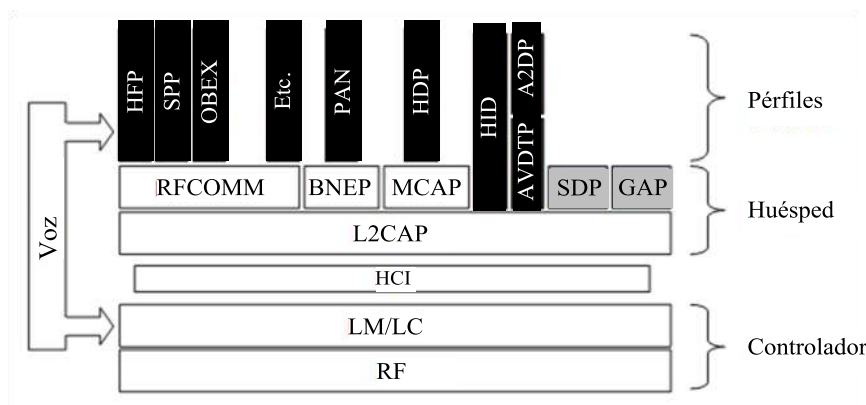 HFP
SPP
OBEX
Etc.
PAN
HDP
HID
A2DP
AVDTP
Pérfiles
RFCOMM
BNEP
MCAP
SDP
GAP
Huésped
L2CAP
Voz
HCI
LM/LC
RF
Controlador